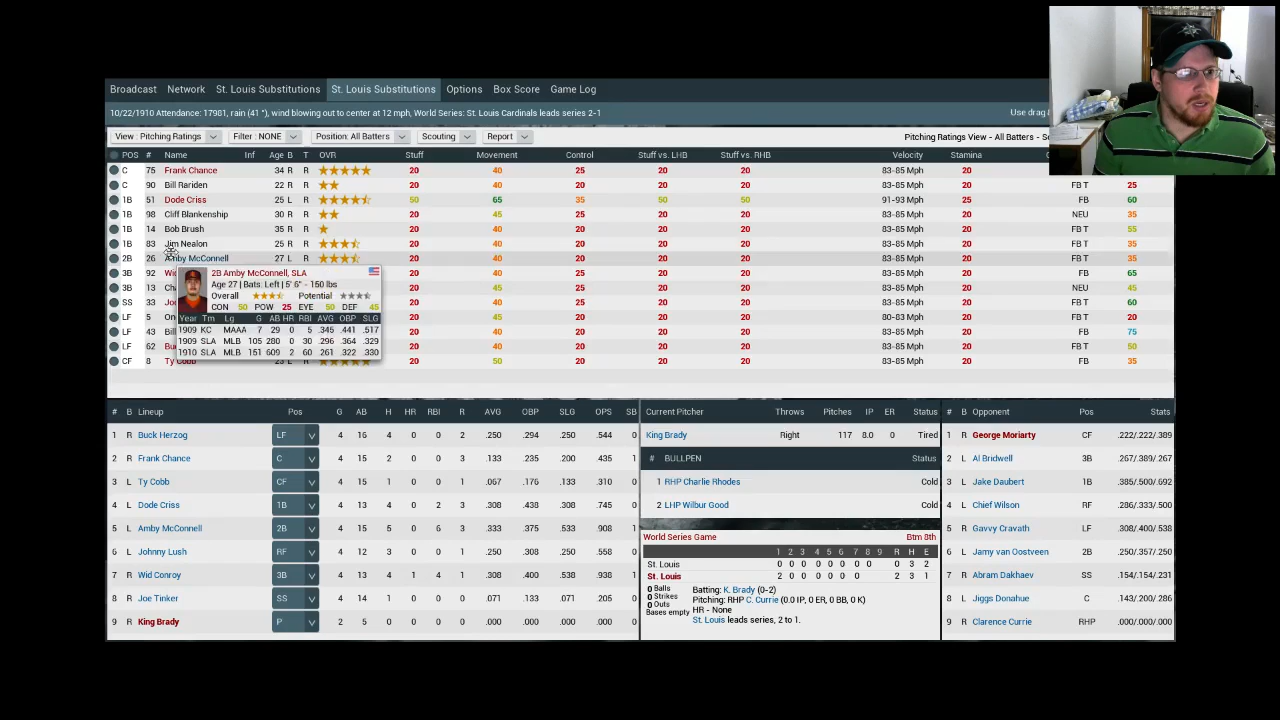 Broadcast Network St. Louis Substitutions St. Louis Substitutions Options Box Score Game Log
10/22/1910 Attendance: 17981, rain (41 °), wind blowing out to center at 12 mph, World Series: St. Louis Cardinals leads series 2-1 Use drag &
View : Pitching Ratings Filter : NONE Position: All Batters Scouting Report Pitching Ratings View - All Batters -
POS # Name Inf Age B T OVR Stuff Movement Control Stuff vs. LHB Stuff vs. RHB Velocity Stamina
C 75 Frank Chance 34 R R 20 40 25 20 20 83-85 Mph 20
C 90 Bill Rariden 22 R R 20 40 25 20 20 83-85 Mph 20 FB T 25
1B 51 Dode Criss 25 L R 50 65 35 50 50 91-93 Mph 25 FB 60
1B 98 Cliff Blankenship 30 R R 20 45 25 20 20 83-85 Mph 20 NEU 35
1B 14 Bob Brush 35 R R 20 40 25 20 20 83-85 Mph 20 FB T 55
1B 83 Jim Nealon 25 R R 20 40 25 20 20 83-85 Mph 20 FB T 35
2B 26 Amby McConnell 27 L R 20 45 25 20 20 83-85 Mph 20 FB T 35
3B 92 20 40 25 20 20 83-85 Mph 20 FB 65
3B 13 20 45 25 20 20 83-85 Mph 20 NEU 45
SS 33 20 40 25 20 20 83-85 Mph 20 FB T 60
LF 5 20 40 25 20 20 80-83 Mph 20 FB T 35
LF 43 Bill 20 40 25 20 20 83-85 Mph 20 FB 75
LF 62 20 40 25 20 20 83-85 Mph 20 FB T 50
CF 8 Ty Cobb 23 L R 20 50 25 20 20 83-85 Mph 20 FB 35
2B Amby McConnell, SLA
Age 27 | Bats: Left | 5' 6" - 150 lbs
Overall Potential
CON 50 POW 25 EYE 50 DEF 45
Year Tm Lg G AB HR RBI AVG OBP SLG
1909 KC MAAA 7 29 0 5 .345 .441 .517
1909 SLA MLB 105 280 0 30 .296 .364 .329
1910 SLA MLB 151 609 2 60 .261 .322 .330
# B Lineup Pos G AB H HR RBI R AVG OBP SLG OPS SB
1 R Buck Herzog LF 4 16 4 0 0 2 .250 .294 .250 .544 0
2 R Frank Chance C 4 15 2 0 0 3 .133 .235 .200 .435 1
3 L Ty Cobb CF 4 15 1 0 0 1 .067 .176 .133 .310 0
4 L Dode Criss 1B 4 13 4 0 2 3 .308 .438 .308 .745 0
5 L Amby McConnell 2B 4 15 5 0 6 3 .333 .375 .533 .908 1
6 L Johnny Lush RF 4 12 3 0 0 1 .250 .308 .250 .558 0
7 R Wid Conroy 3B 4 13 4 1 4 1 .308 .400 .538 .938 1
8 R Joe Tinker SS 4 14 1 0 0 0 .071 .133 .071 .205 0
9 R King Brady P 2 5 0 0 0 0 .000 .000 .000 .000 0
Current Pitcher Throws Pitches IP ER Status
King Brady Right 117 8.0 0 Tired
# BULLPEN Status
1 RHP Charlie Rhodes Cold
2 LHP Wilbur Good Cold
World Series Game Btm 8th
1 2 3 4 5 6 7 8 9 R H E
St. Louis 0 0 0 0 0 0 0 0 0 3 2
St. Louis 2 0 0 0 0 0 0 2 3 1
0 Balls Batting: K. Brady (0-2)
0 Strikes Pitching: RHP C. Currie (0.0 IP, 0 ER, 0 BB, 0 K)
0 Outs HR - None
Bases empty St. Louis leads series, 2 to 1.
# B Opponent Pos Stats
1 R George Moriarty CF .222/.222/.389
2 L Al Bridwell 3B .267/.389/.267
3 L Jake Daubert 1B .385/.500/.692
4 L Chief Wilson RF .286/.333/.500
5 R Gavvy Cravath LF .308/.400/.538
6 L Jamy van Oostveen 2B .250/.357/.250
7 R Abram Dakhaev SS .154/.154/.231
8 L Jiggs Donahue C .143/.200/.286
9 R Clarence Currie RHP .000/.000/.000